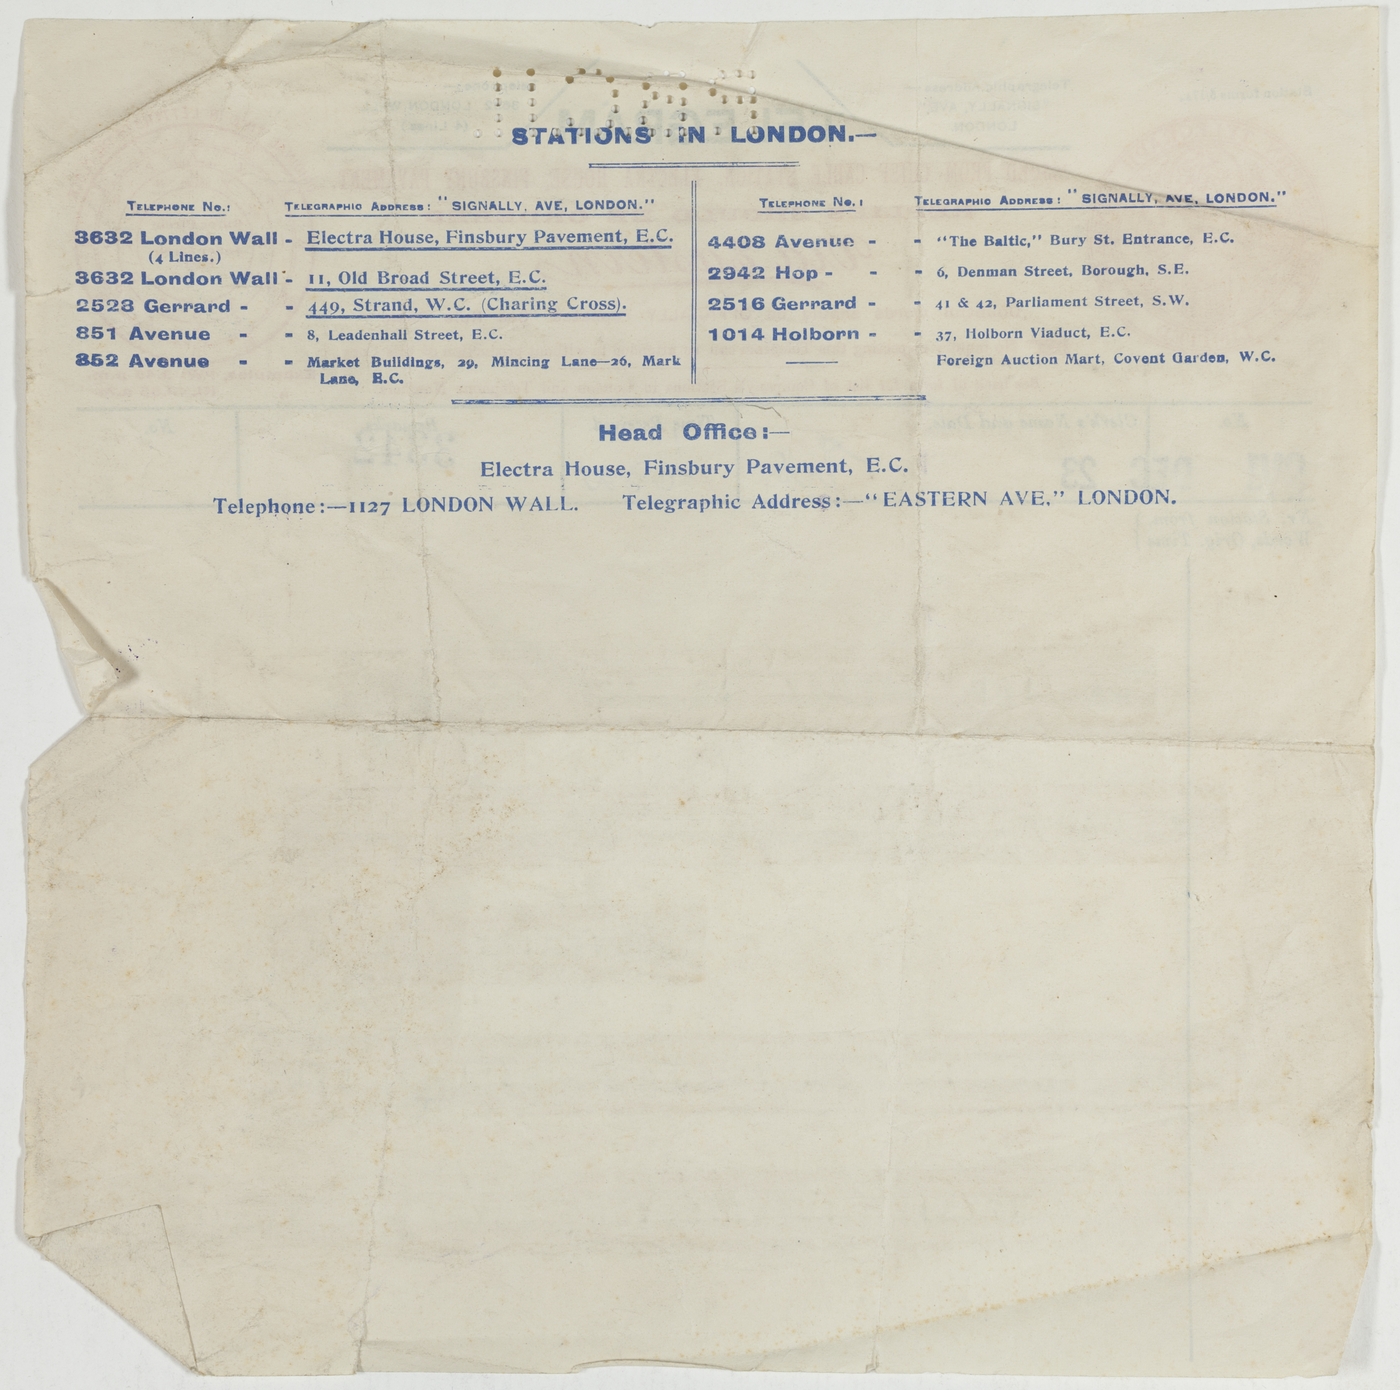 STATIONS IN LONDON.—
TELEPHONE No.: TELEGRAPHIC ADDRESS: "SIGNALLY, AVE, LONDON."
3632 London Wall - Electra House, Finsbury Pavement, E.C.
(4 Lines.)
3632 London Wall - 11, Old Broad Street, E.C.
2528 Gerrard - - 449, Strand, W.C. (Charing Cross).
851 Avenue - - 8, Leadenhall Street, E.C.
852 Avenue - - Market Buildings, 29, Mincing Lane—26, Mark
Lane, E.C.
TELEPHONE No.: TELEGRAPHIC ADDRESS: "SIGNALLY, AVE, LONDON."
4408 Avenue - - "The Baltic," Bury St. Entrance, E.C.
2942 Hop - - - 6, Denman Street, Borough, S.E.
2516 Gerrard - - 41 & 42, Parliament Street, S.W.
1014 Holborn - - 37, Holborn Viaduct, E.C.
—— Foreign Auction Mart, Covent Garden, W.C.
Head Office:—
Electra House, Finsbury Pavement, E.C.
Telephone:—1127 LONDON WALL. Telegraphic Address:—"EASTERN AVE." LONDON.